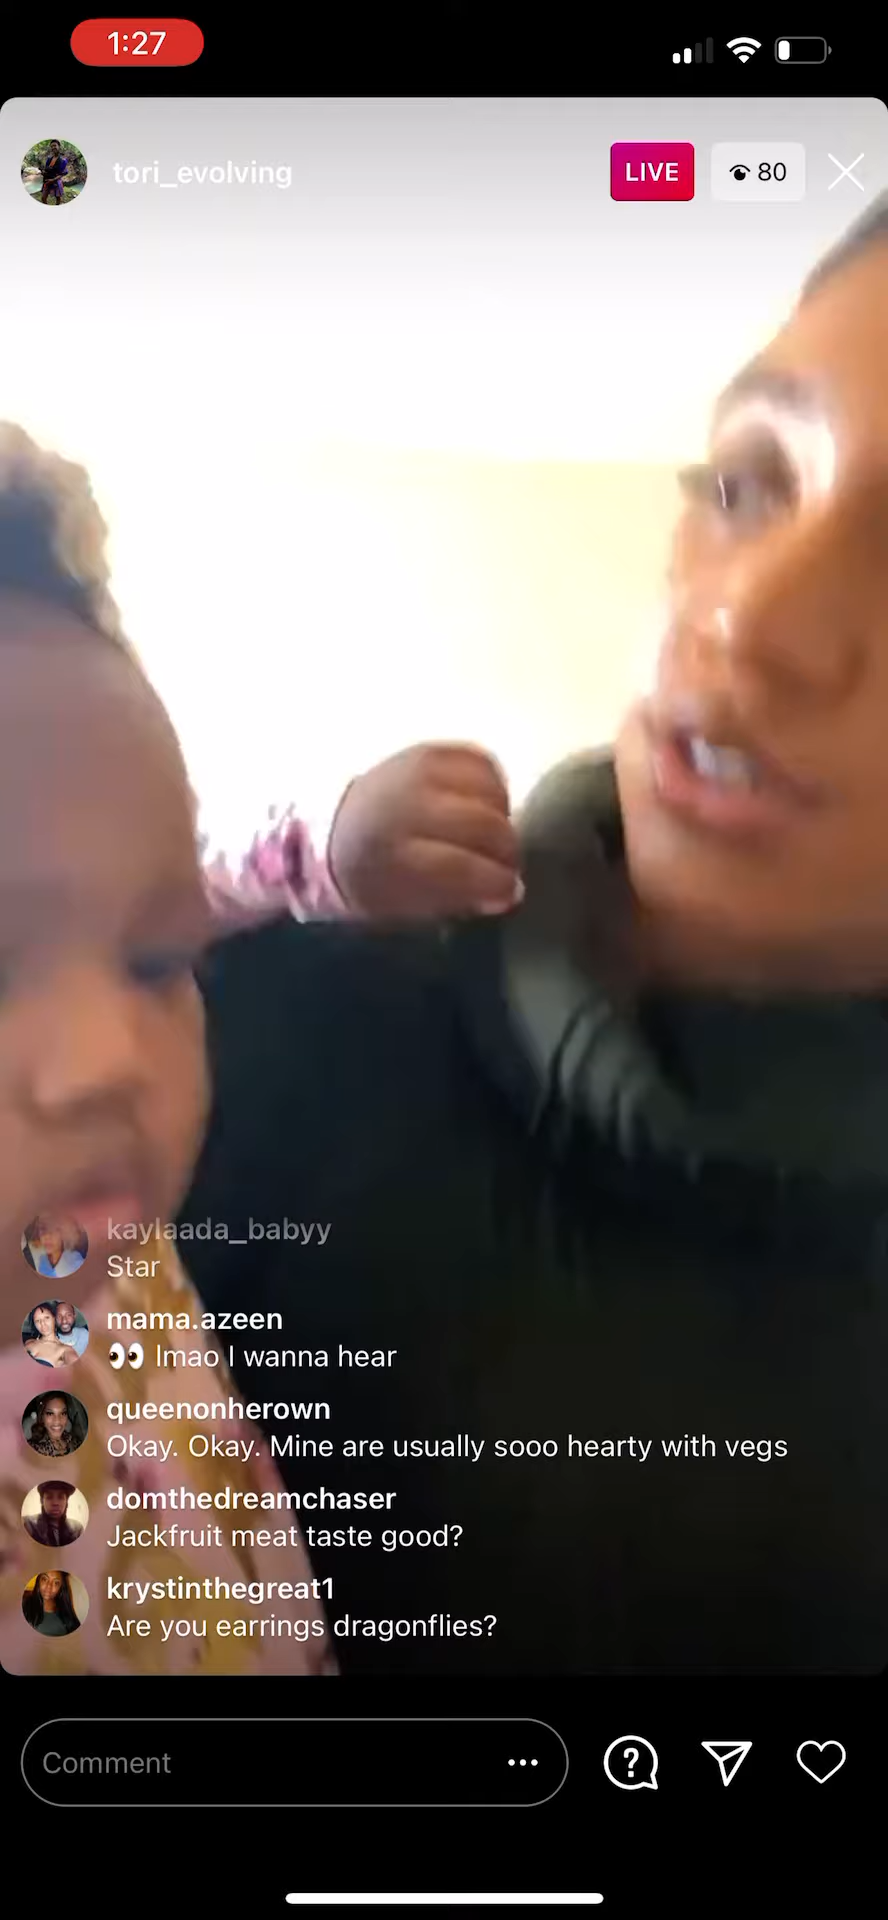 1:27
tori_evolving
LIVE
80
kaylaada_babyy
Star
mama.azeen
👀 lmao I wanna hear
queenonherown
Okay. Okay. Mine are usually sooo hearty with vegs
domthedreamchaser
Jackfruit meat taste good?
krystinthegreat1
Are you earrings dragonflies?
Comment